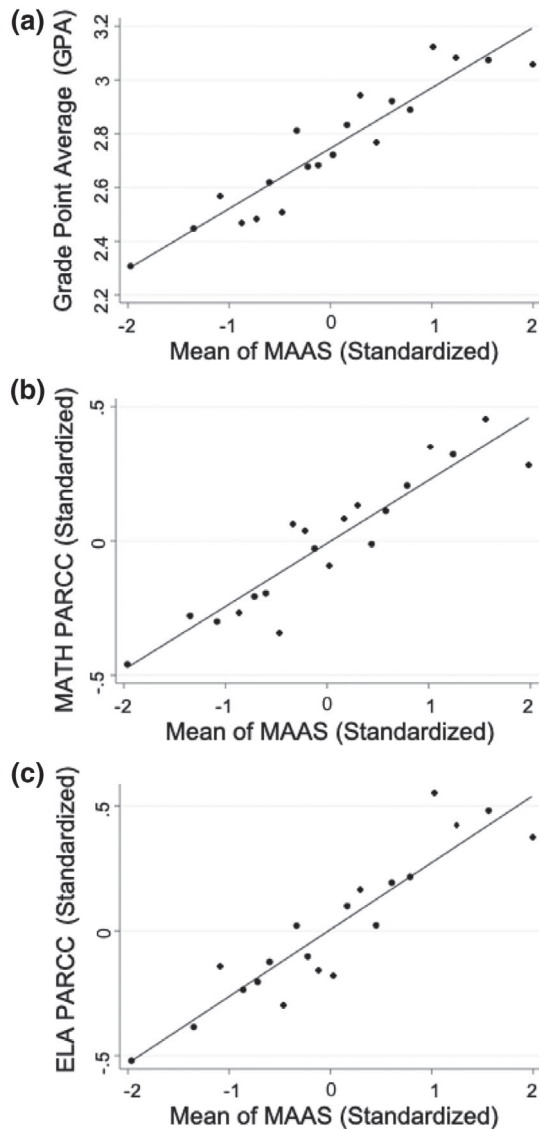 (a)
Grade Point Average (GPA)
3.2
3
2.8
2.6
2.4
2.2
-2 -1 0 1 2
Mean of MAAS (Standardized)
(b)
MATH PARCC (Standardized)
.5
0
-.5
-2 -1 0 1 2
Mean of MAAS (Standardized)
(c)
ELA PARCC (Standardized)
.5
0
-.5
-2 -1 0 1 2
Mean of MAAS (Standardized)